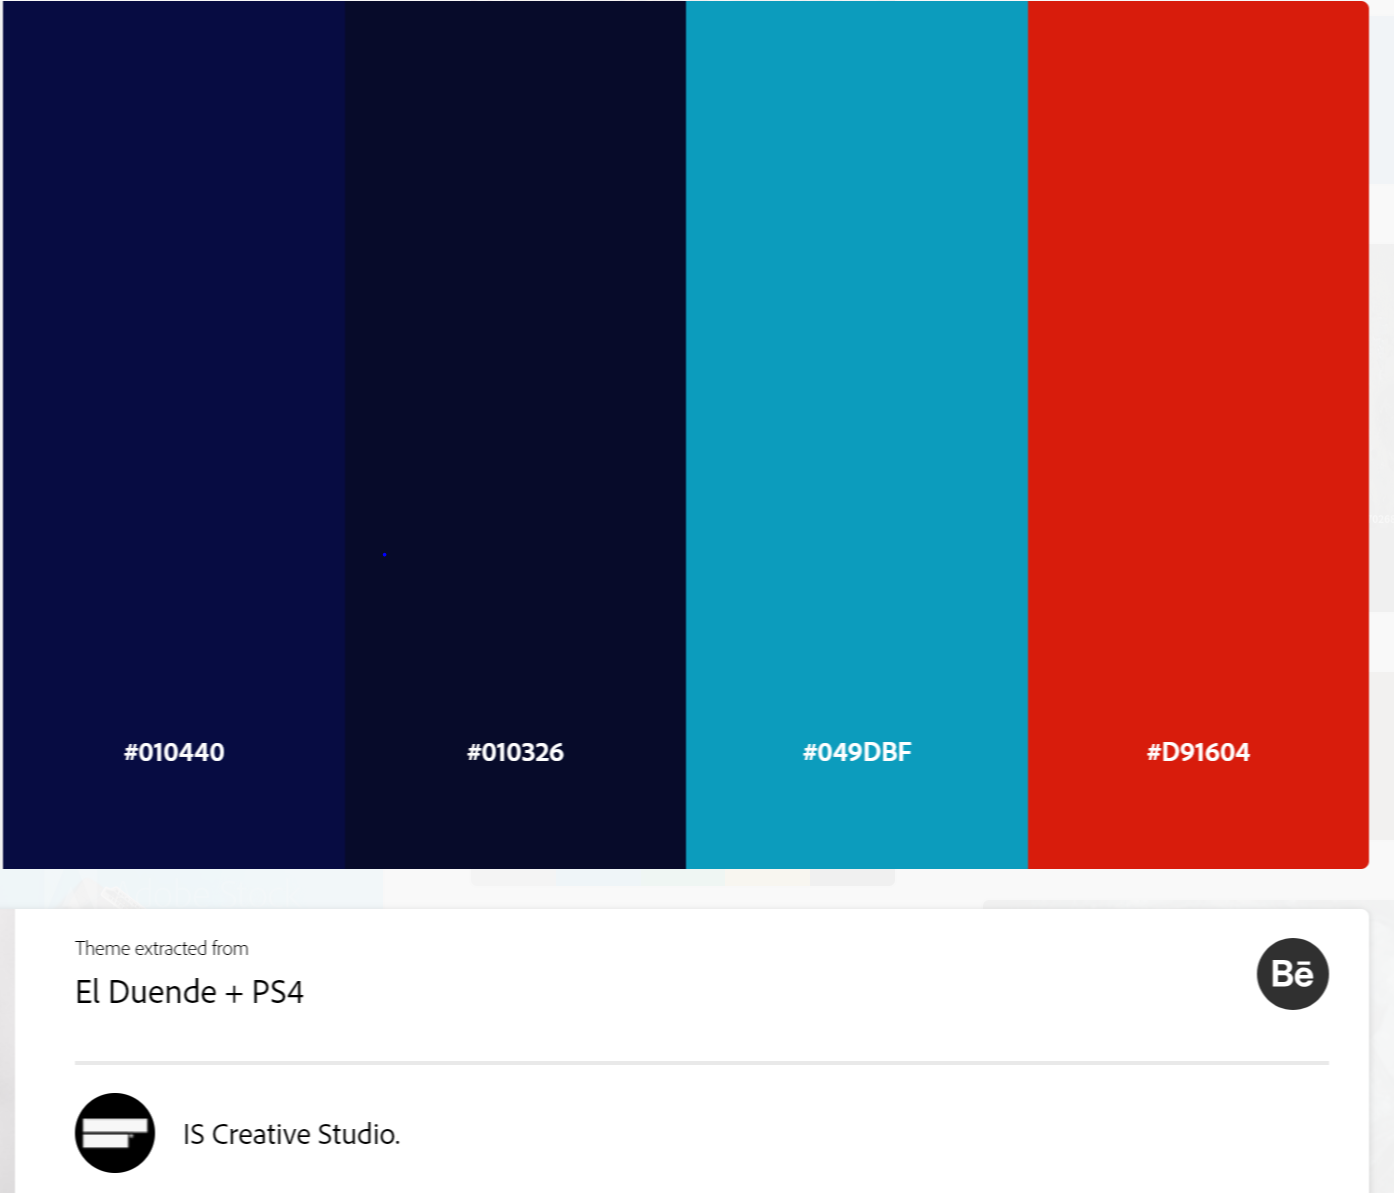 #010440
#010326
#049DBF
#D91604
Theme extracted from
El Duende + PS4
Bē
IS Creative Studio.